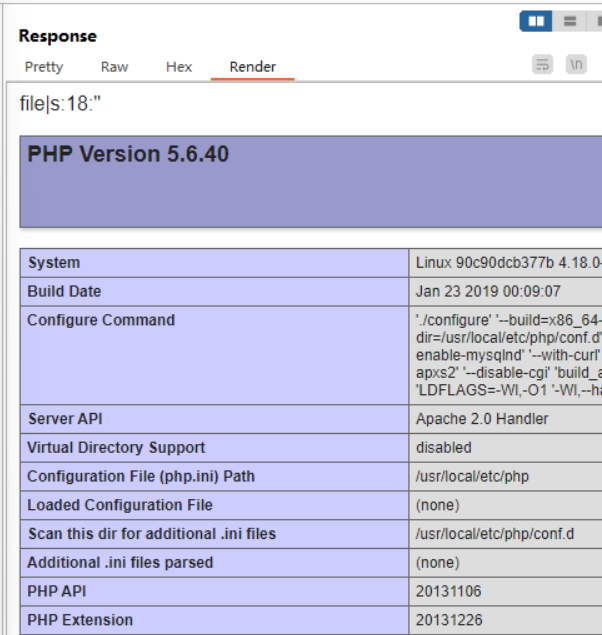 Response
Pretty Raw Hex Render
\n
file|s:18:"
PHP Version 5.6.40
System Linux 90c90dcb377b 4.18.0-
Build Date Jan 23 2019 00:09:07
Configure Command './configure' '--build=x86_64-
dir=/usr/local/etc/php/conf.d'
enable-mysqlnd' '--with-curl'
apxs2' '--disable-cgi' 'build_a
'LDFLAGS=-Wl,-O1 '-Wl,--ha
Server API Apache 2.0 Handler
Virtual Directory Support disabled
Configuration File (php.ini) Path /usr/local/etc/php
Loaded Configuration File (none)
Scan this dir for additional .ini files /usr/local/etc/php/conf.d
Additional .ini files parsed (none)
PHP API 20131106
PHP Extension 20131226